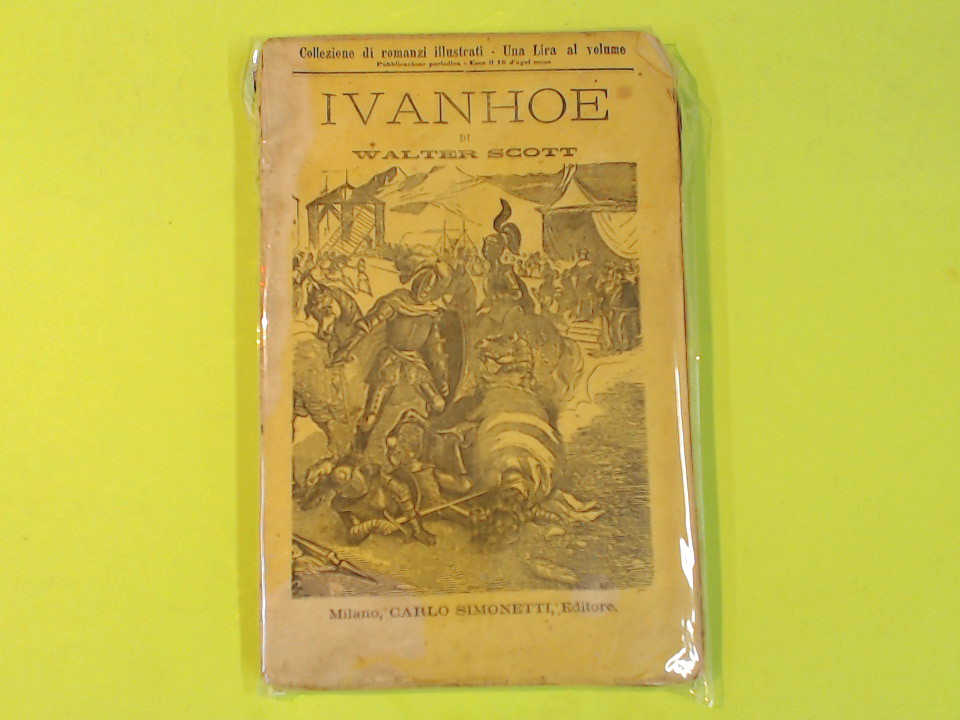 Collezione di romanzi illustrati - Una Lira al volume
Pubblicazione periodica - Esce il 15 d'ogni mese
IVANHOE
DI
WALTER SCOTT
Milano, CARLO SIMONETTI, Editore.